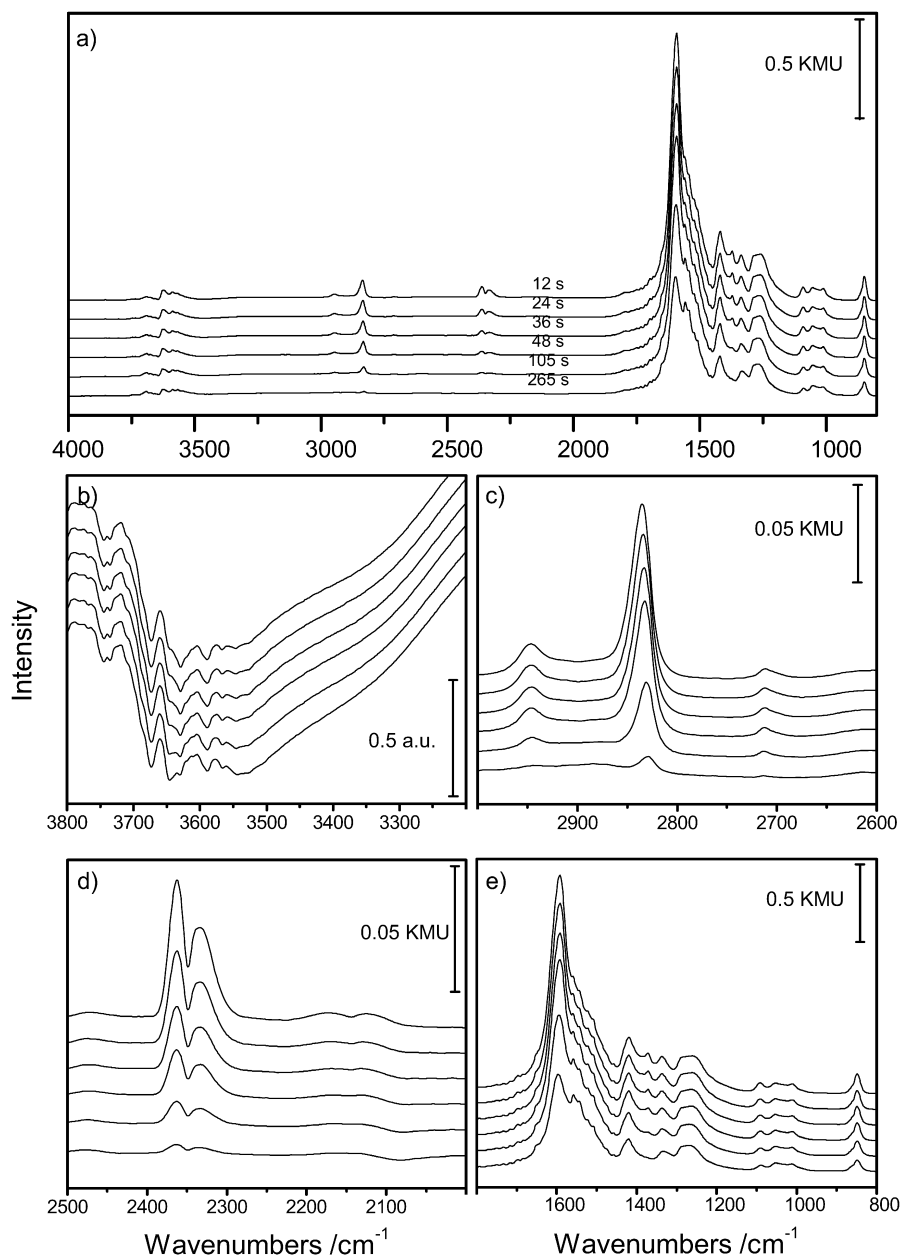 a)
0.5 KMU
12 s
24 s
36 s
48 s
105 s
265 s
4000 3500 3000 2500 2000 1500 1000
Intensity
b)
0.5 a.u.
3800 3700 3600 3500 3400 3300
c)
0.05 KMU
2900 2800 2700 2600
d)
0.05 KMU
2500 2400 2300 2200 2100
Wavenumbers /cm⁻¹
e)
0.5 KMU
1600 1400 1200 1000 800
Wavenumbers /cm⁻¹